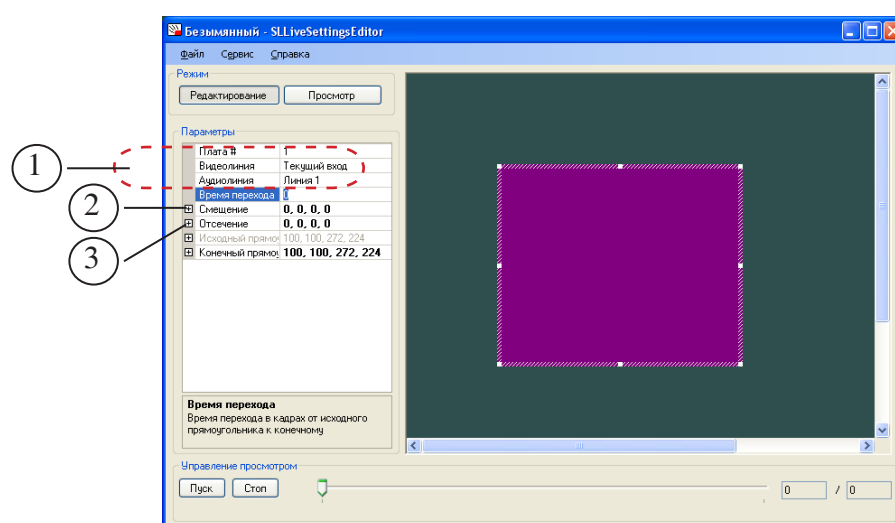 Безымянный - SLLiveSettingsEditor
Файл Сервис Справка
Режим
Редактирование Просмотр
Параметры
Плата # 1
Видеолиния Текущий вход
Аудиолиния Линия 1
Время перехода 0
Смещение 0, 0, 0, 0
Отсечение 0, 0, 0, 0
Исходный прямоу 100, 100, 272, 224
Конечный прямоу 100, 100, 272, 224
1
2
3
Время перехода
Время перехода в кадрах от исходного
прямоугольника к конечному
Управление просмотром
Пуск Стоп 0 / 0